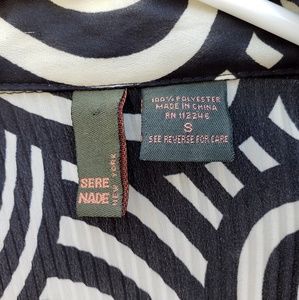 SERE
NADE
NEW YORK
100% POLYESTER
MADE IN CHINA
RN 112246
S
SEE REVERSE FOR CARE